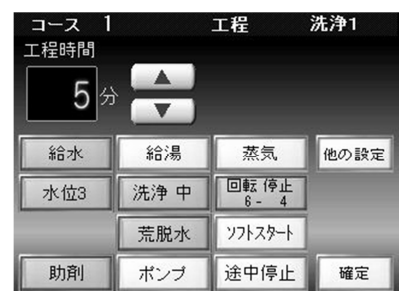 コース 1 工程 洗浄1
工程時間
5 分 ▲
▼
給水 給湯 蒸気 他の設定
水位3 洗浄 中 回転 停止
6 - 4
荒脱水 ソフトスタート
助剤 ポンプ 途中停止 確定